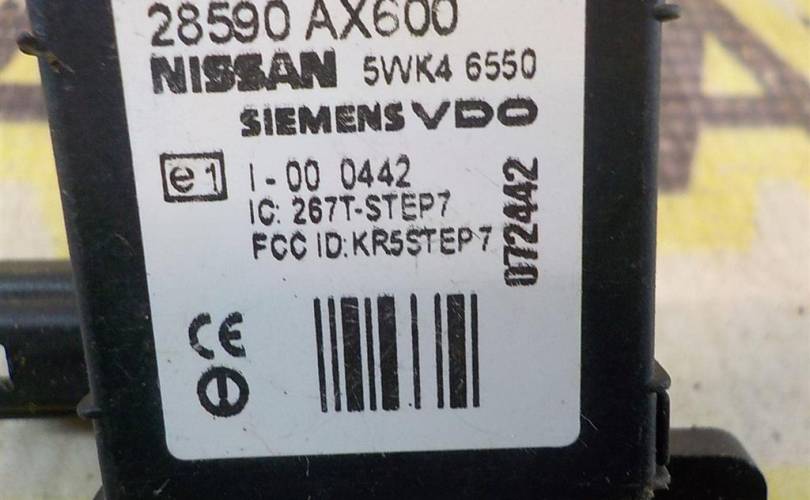 28590 AX600
NISSAN 5WK4 6550
SIEMENS VDO
e1 I-00 0442
IC: 267T-STEP7
FCC ID:KR5STEP7
072442
CE